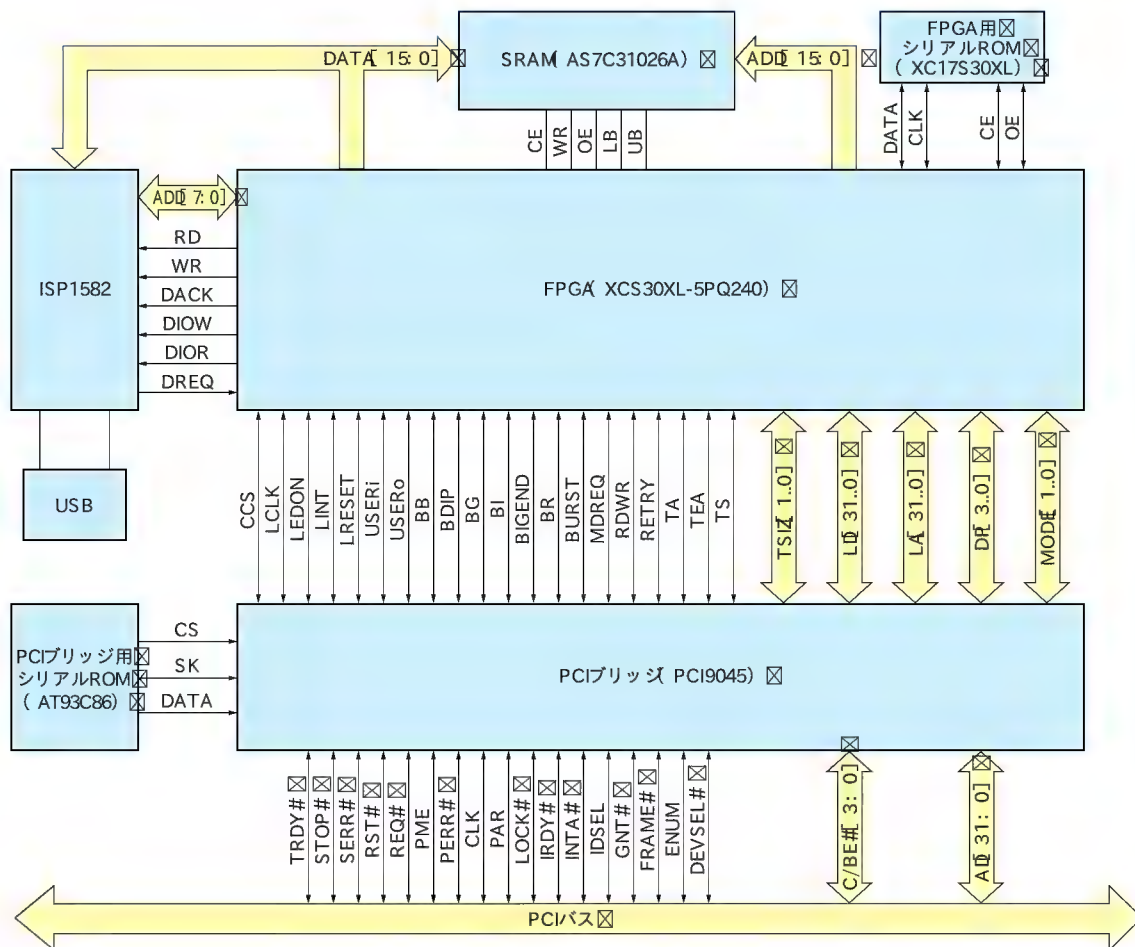 DATA[ 15: 0]
SRAM( AS7C31026A)
ADD[ 15: 0]
FPGA用
シリアルROM
( XC17S30XL)
CE
WR
OE
LB
UB
DATA
CLK
CE
OE
ADD[ 7: 0]
RD
WR
DACK
DIOW
DIOR
DREQ
ISP1582
FPGA( XCS30XL-5PQ240)
USB
CCS
LCLK
LEDON
LINT
LRESET
USERi
USERo
BB
BDIP
BG
BI
BIGEND
BR
BURST
MDREQ
RDWR
RETRY
TA
TEA
TS
TSIZ[ 1..0]
LD[ 31..0]
LA[ 31..0]
DP[ 3..0]
MODE[ 1..0]
PCIブリッジ用
シリアルROM
( AT93C86)
CS
SK
DATA
PCIブリッジ( PCI9045)
TRDY#
STOP#
SERR#
RST#
REQ#
PME
PERR#
CLK
PAR
LOCK#
IRDY#
INTA#
IDSEL
GNT#
FRAME#
ENUM
DEVSEL#
C/BE#[ 3: 0]
AD[ 31: 0]
PCIバス